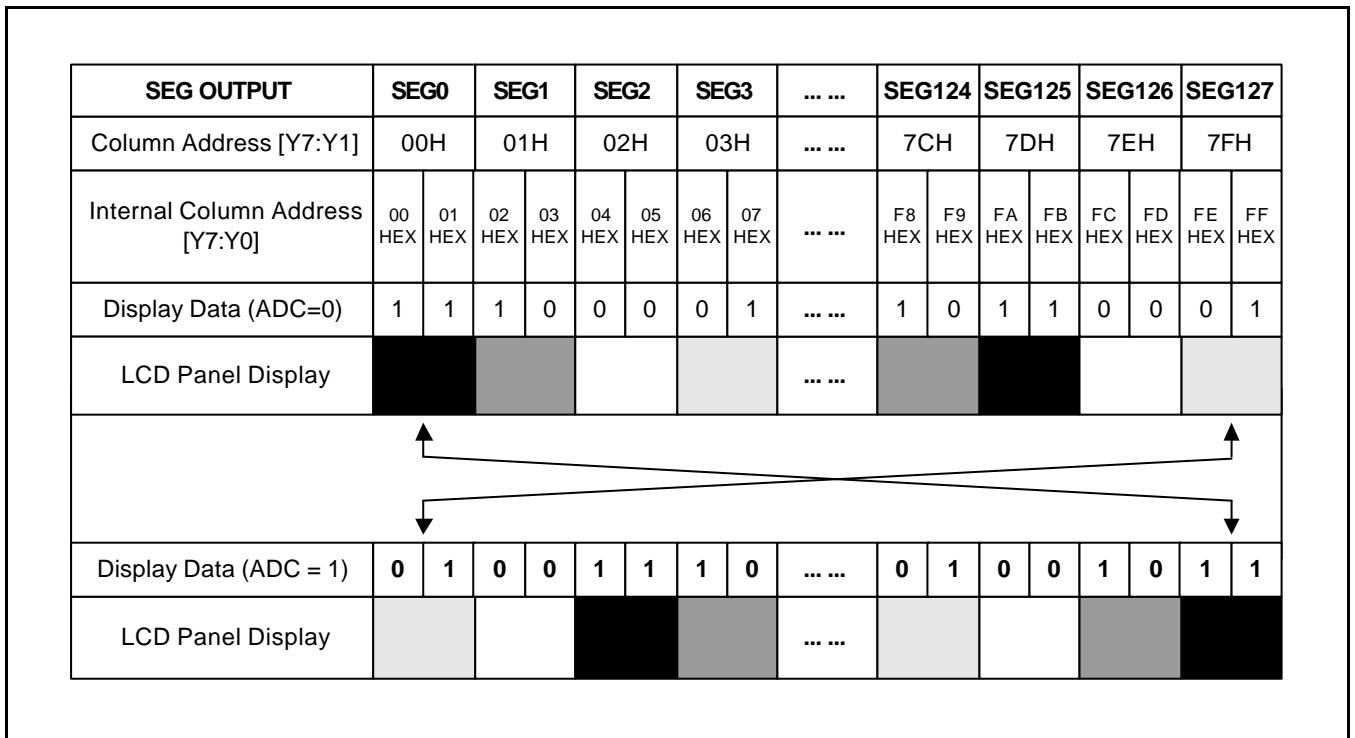 SEG OUTPUT SEG0 SEG1 SEG2 SEG3 ... ... SEG124 SEG125 SEG126 SEG127
Column Address [Y7:Y1] 00H 01H 02H 03H ... ... 7CH 7DH 7EH 7FH
Internal Column Address
[Y7:Y0]
00 01 02 03 04 05 06 07 ... ... F8 F9 FA FB FC FD FE FF
HEX HEX HEX HEX HEX HEX HEX HEX HEX HEX HEX HEX HEX HEX HEX HEX
Display Data (ADC=0) 1 1 1 0 0 0 0 1 ... ... 1 0 1 1 0 0 0 1
LCD Panel Display ... ...
Display Data (ADC = 1) 0 1 0 0 1 1 1 0 ... ... 0 1 0 0 1 0 1 1
LCD Panel Display ... ...